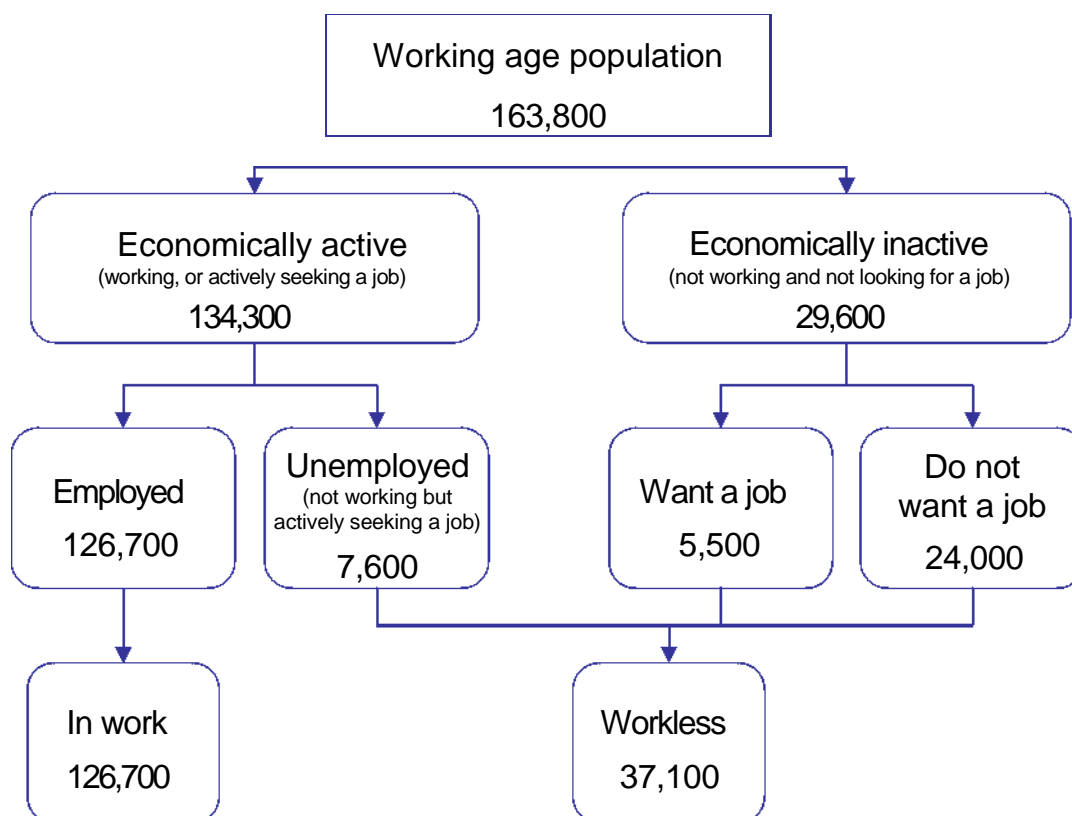 Working age population
163,800
Economically active
(working, or actively seeking a job)
134,300
Economically inactive
(not working and not looking for a job)
29,600
Employed
126,700
Unemployed
(not working but
actively seeking a job)
7,600
Want a job
5,500
Do not
want a job
24,000
In work
126,700
Workless
37,100